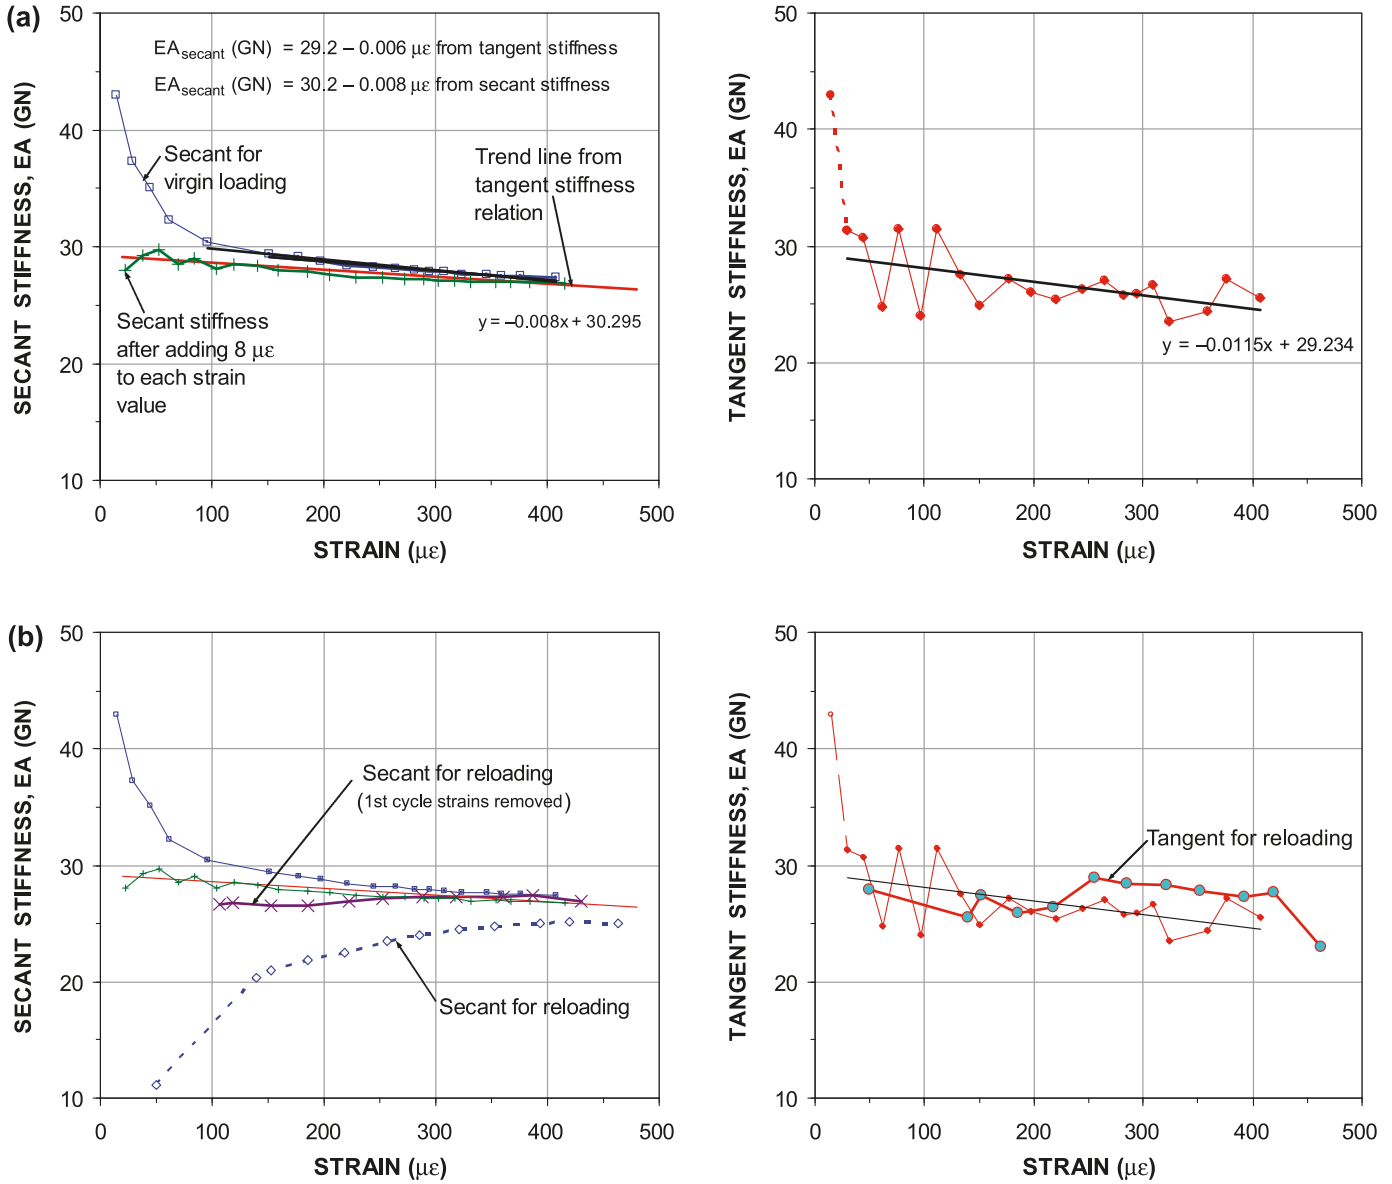 (a)
50
40
30
20
10
0
100
200
300
400
500
SECANT STIFFNESS, EA (GN)
STRAIN (με)
EAsecant (GN) = 29.2 – 0.006 με from tangent stiffness
EAsecant (GN) = 30.2 – 0.008 με from secant stiffness
Secant for
virgin loading
Trend line from
tangent stiffness
relation
Secant stiffness
after adding 8 με
to each strain
value
y = –0.008x + 30.295
50
40
30
20
10
0
100
200
300
400
500
TANGENT STIFFNESS, EA (GN)
STRAIN (με)
y = –0.0115x + 29.234
(b)
50
40
30
20
10
0
100
200
300
400
500
SECANT STIFFNESS, EA (GN)
STRAIN (με)
Secant for reloading
(1st cycle strains removed)
Secant for reloading
50
40
30
20
10
0
100
200
300
400
500
TANGENT STIFFNESS, EA (GN)
STRAIN (με)
Tangent for reloading